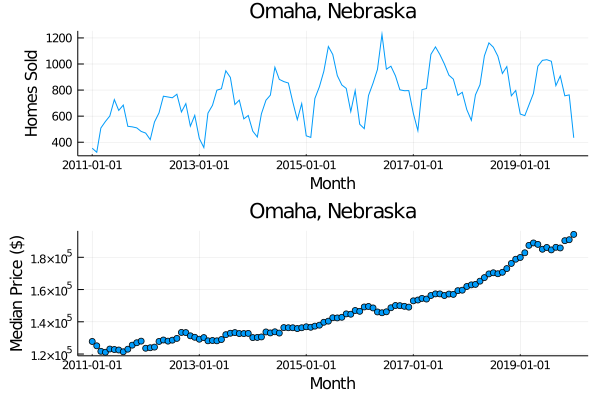 Omaha, Nebraska
Homes Sold
1200
1000
800
600
400
2011-01-01 2013-01-01 2015-01-01 2017-01-01 2019-01-01
Month
Omaha, Nebraska
Median Price ($)
1.8×10⁵
1.6×10⁵
1.4×10⁵
1.2×10⁵
2011-01-01 2013-01-01 2015-01-01 2017-01-01 2019-01-01
Month